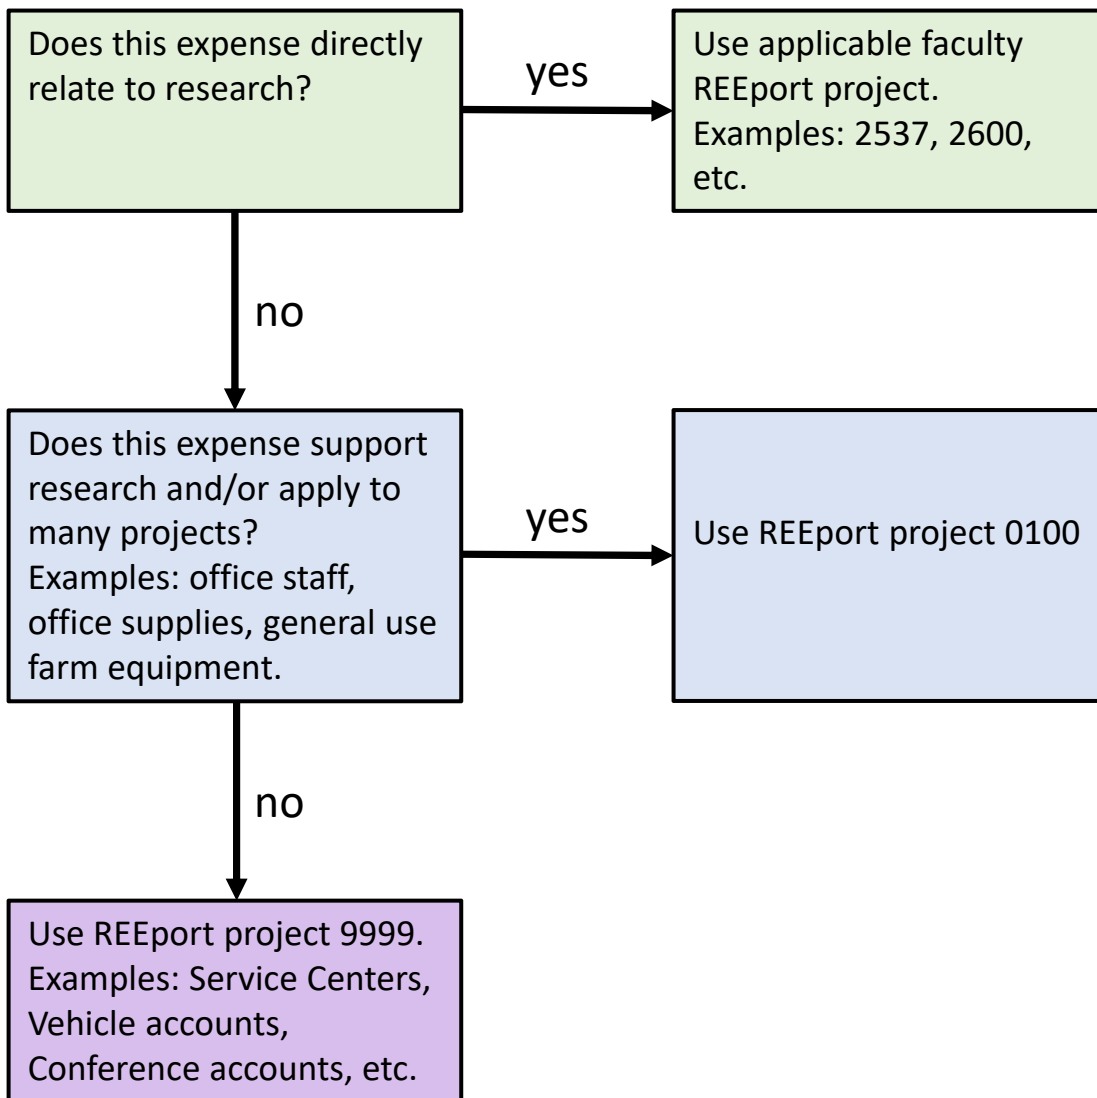 Does this expense directly
relate to research?
yes
Use applicable faculty
REEport project.
Examples: 2537, 2600,
etc.
no
Does this expense support
research and/or apply to
many projects?
Examples: office staff,
office supplies, general use
farm equipment.
yes
Use REEport project 0100
no
Use REEport project 9999.
Examples: Service Centers,
Vehicle accounts,
Conference accounts, etc.